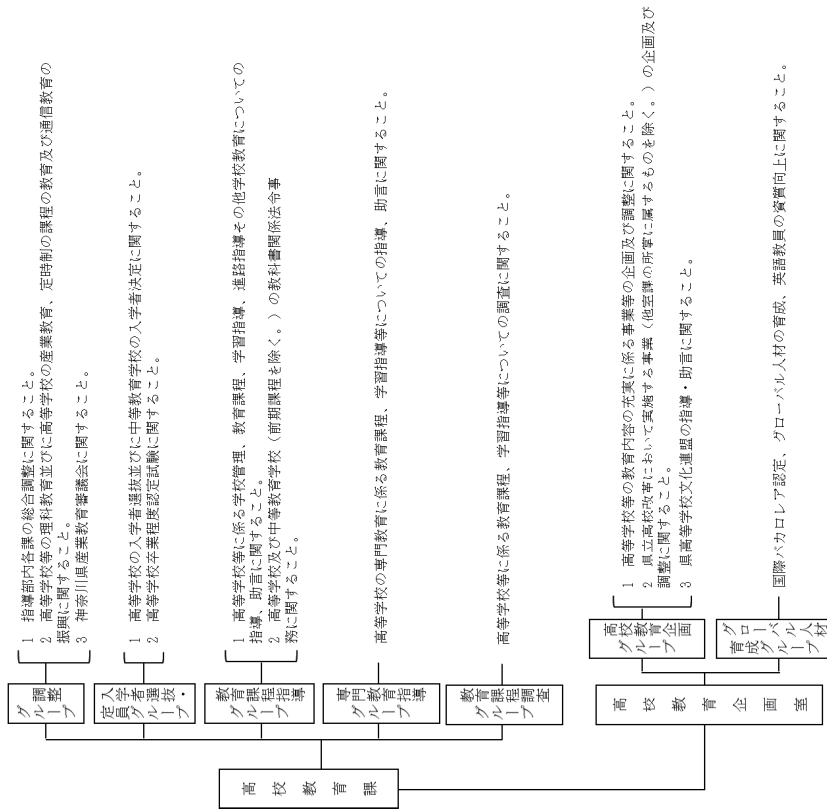 高校教育課
調整
グループ
1 指導部内各課の総合調整に関すること。
2 高等学校等の理科教育並びに高等学校の産業教育、定時制の課程の教育及び通信教育の
振興に関すること。
3 神奈川県産業教育審議会に関すること。
入学者選抜・
定員グループ
1 高等学校の入学者選抜並びに中等教育学校の入学者決定に関すること。
2 高等学校卒業程度認定試験に関すること。
教育課程指導
グループ
1 高等学校等に係る学校管理、教育課程、学習指導、進路指導その他学校教育についての
指導、助言に関すること。
2 高等学校及び中等教育学校（前期課程を除く。）の教科書関係法令事
務に関すること。
専門教育指導
グループ
高等学校の専門教育に係る教育課程、学習指導等についての指導、助言に関すること。
教育課程調査
グループ
高等学校等に係る教育課程、学習指導等についての調査に関すること。
高校教育企画室
高校教育企画
グループ
1 高等学校等の教育内容の充実に係る事業等の企画及び調整に関すること。
2 県立高校改革において実施する事業（他室課の所掌に属するものを除く。）の企画及び
調整に関すること。
3 県高等学校文化連盟の指導・助言に関すること。
グローバル人材
育成グループ
国際バカロレア認定、グローバル人材の育成、英語教員の資質向上に関すること。